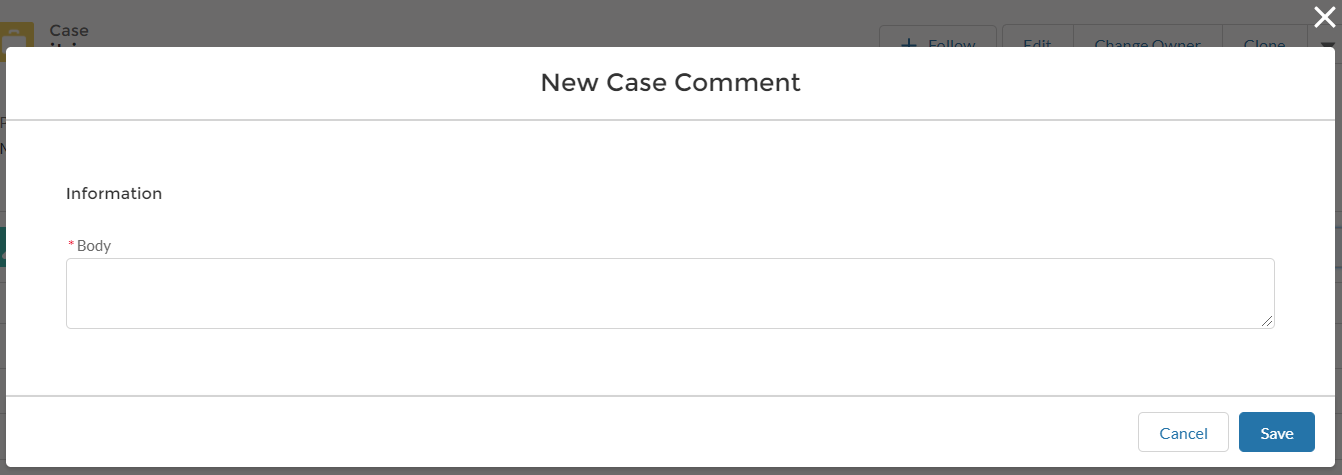 Case
Follow
Edit
Change Owner
Clone
New Case Comment
Information
* Body
Cancel
Save